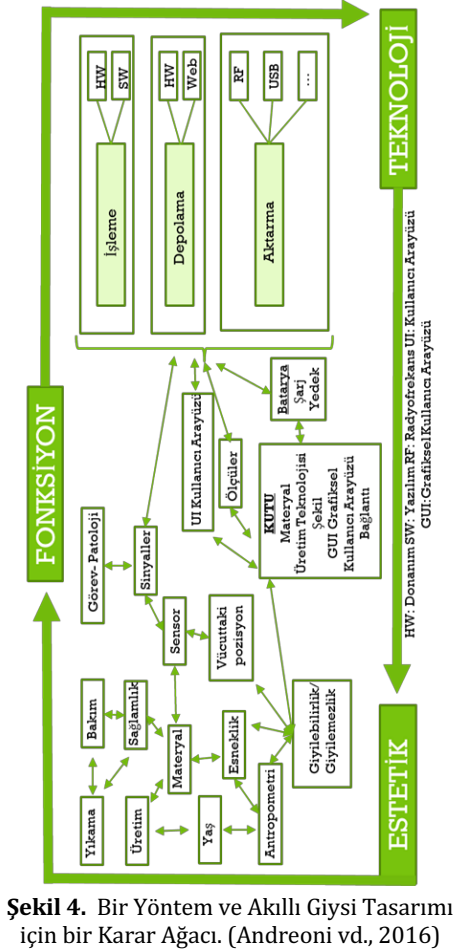 FONKSİYON
TEKNOLOJİ
ESTETİK
İşleme
HW
SW
Depolama
HW
Web
Aktarma
RF
USB
...
Görev- Patoloji
Sinyaller
Sensor
Vücuttaki
pozisyon
UI Kullanıcı Arayüzü
Ölçüler
Batarya
Şarj
Yedek
KUTU
Materyal
Üretim Teknolojisi
Şekil
GUI Grafiksel
Kullanıcı Arayüzü
Bağlantı
Bakım
Sağlamlık
Yıkama
Üretim
Materyal
Yaş
Esneklik
Antropometri
Giyilebilirlik/
Giyilemezlik
HW: Donanım SW: Yazılım RF: Radyofrekans UI: Kullanıcı Arayüzü
GUI:Grafiksel Kullanıcı Arayüzü
Şekil 4. Bir Yöntem ve Akıllı Giysi Tasarımı
için bir Karar Ağacı. (Andreoni vd., 2016)